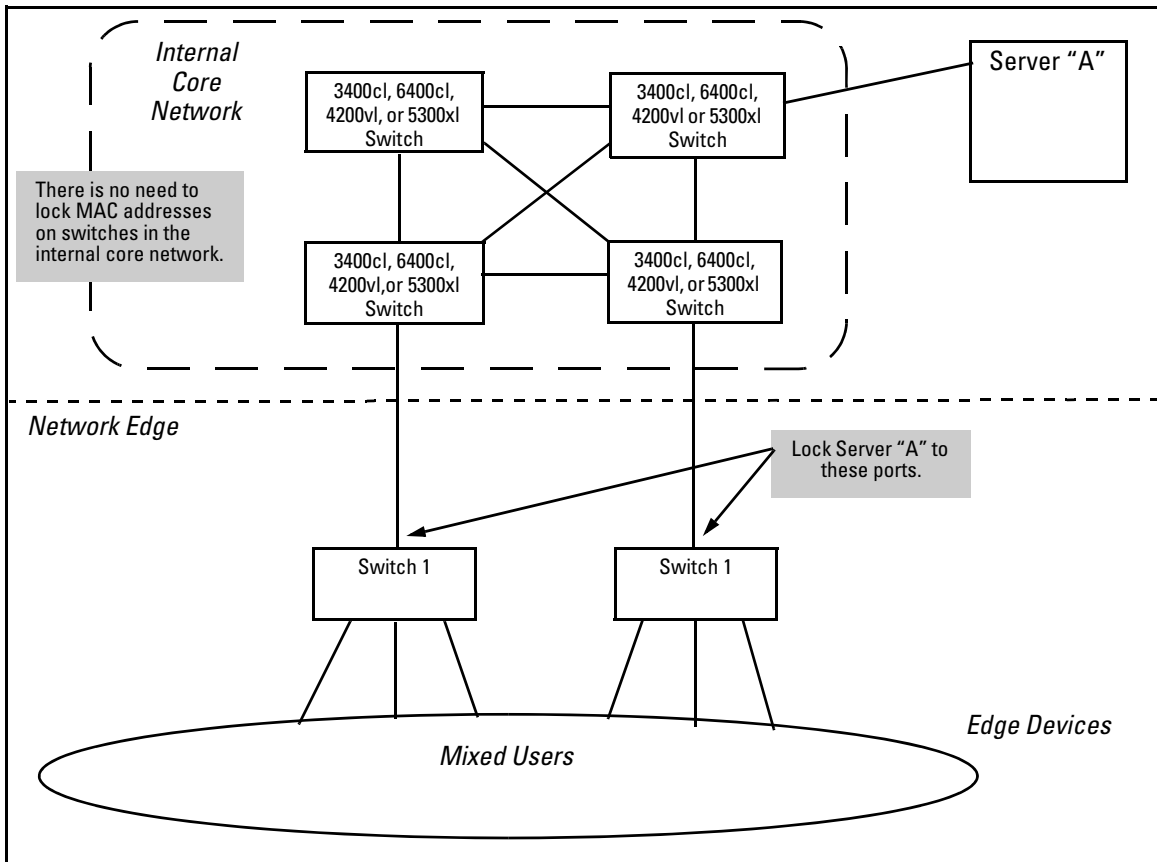 Internal
Core
Network
3400cl, 6400cl,
4200vl, or 5300xl
Switch
3400cl, 6400cl,
4200vl or 5300xl
Switch
Server “A”
There is no need to
lock MAC addresses
on switches in the
internal core network.
3400cl, 6400cl,
4200vl,or 5300xl
Switch
3400cl, 6400cl,
4200vl, or 5300xl
Switch
Network Edge
Lock Server “A” to
these ports.
Switch 1
Switch 1
Edge Devices
Mixed Users